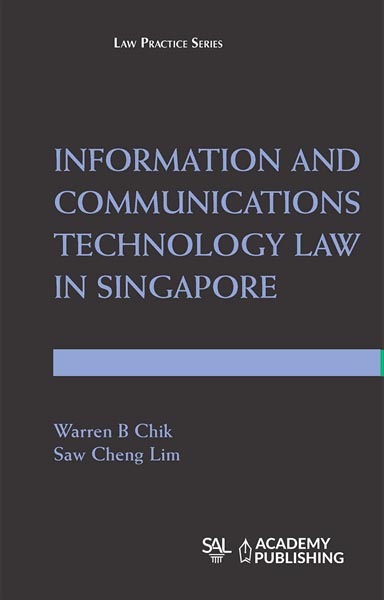 LAW PRACTICE SERIES
INFORMATION AND
COMMUNICATIONS
TECHNOLOGY LAW
IN SINGAPORE
Warren B Chik
Saw Cheng Lim
SAL ACADEMY
PUBLISHING